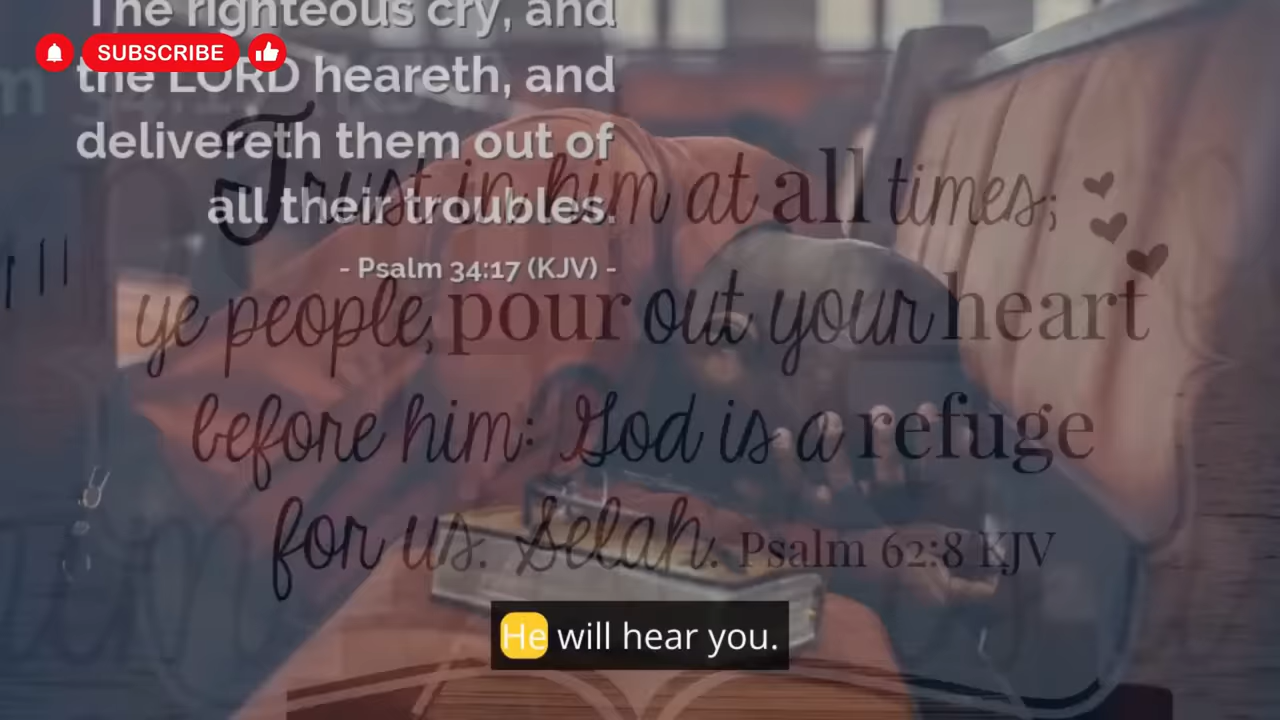 The righteous cry, and
SUBSCRIBE
the LORD heareth, and
delivereth them out of
all their troubles.
- Psalm 34:17 (KJV) -
Trust in him at all times;
ye people, pour out your heart
before him: God is a refuge
for us. Selah. Psalm 62:8 KJV
He will hear you.